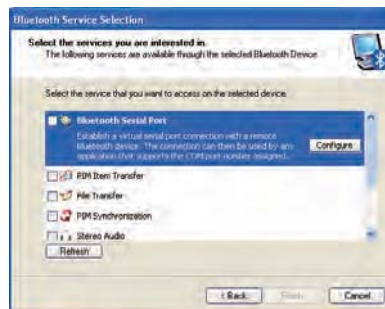 Bluetooth Service Selection
Select the services you are interested in.
The following services are available through the selected Bluetooth Device
Select the service that you want to access on the selected device.
Bluetooth Serial Port
Establish a virtual serial port connection with a remote
Bluetooth device. The connection can then be used by any
application that supports the COM port number assigned.
Configure
PIM Item Transfer
File Transfer
PIM Synchronization
Stereo Audio
Refresh
< Back
Finish
Cancel